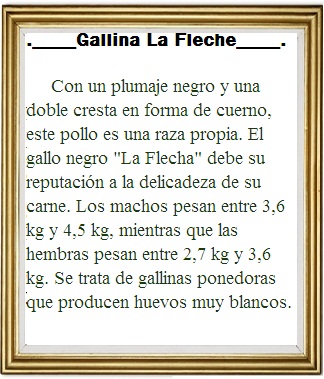 .____Gallina La Fleche____.
Con un plumaje negro y una
doble cresta en forma de cuerno,
este pollo es una raza propia. El
gallo negro "La Flecha" debe su
reputación a la delicadeza de su
carne. Los machos pesan entre 3,6
kg y 4,5 kg, mientras que las
hembras pesan entre 2,7 kg y 3,6
kg. Se trata de gallinas ponedoras
que producen huevos muy blancos.